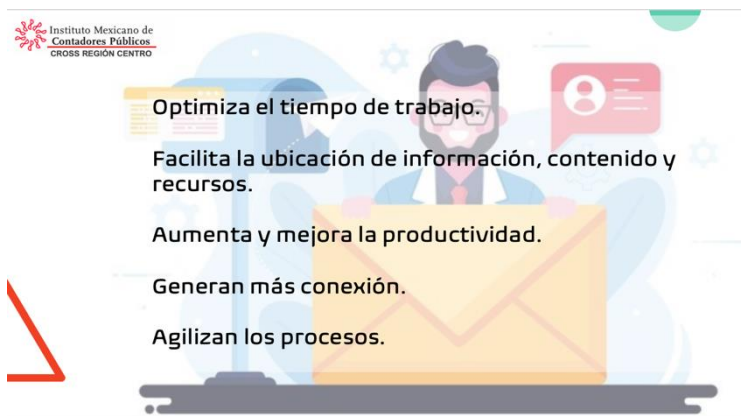 Instituto Mexicano de
Contadores Públicos
CROSS REGIÓN CENTRO
Optimiza el tiempo de trabajo.
Facilita la ubicación de información, contenido y
recursos.
Aumenta y mejora la productividad.
Generan más conexión.
Agilizan los procesos.